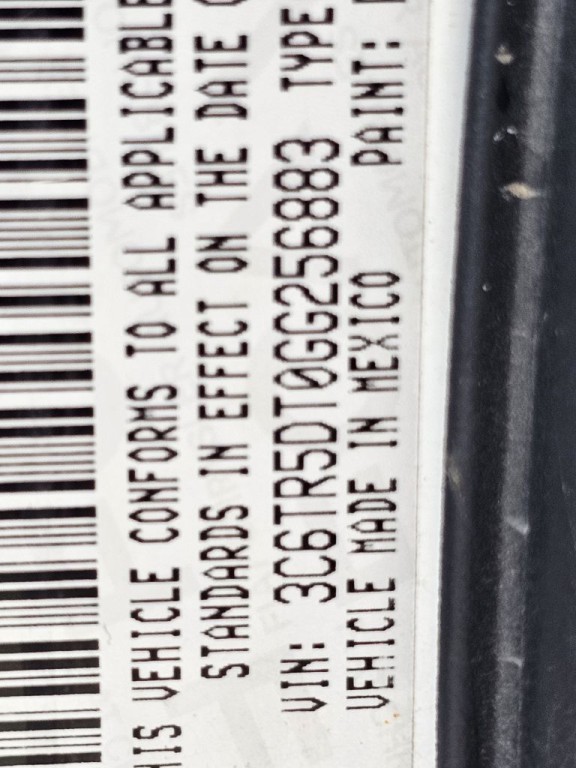 HIS VEHICLE CONFORMS TO ALL APPLICABLE
STANDARDS IN EFFECT ON THE DATE
VIN: 3C6TR5DT0GG256883 TYPE
VEHICLE MADE IN MEXICO PAINT: